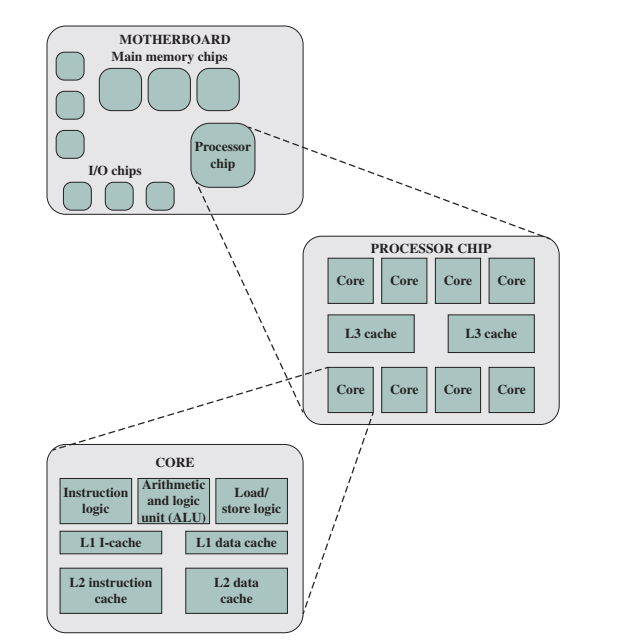 MOTHERBOARD
Main memory chips
Processor
chip
I/O chips
PROCESSOR CHIP
Core
Core
Core
Core
L3 cache
L3 cache
Core
Core
Core
Core
CORE
Instruction
logic
Arithmetic
and logic
unit (ALU)
Load/
store logic
L1 I-cache
L1 data cache
L2 instruction
cache
L2 data
cache